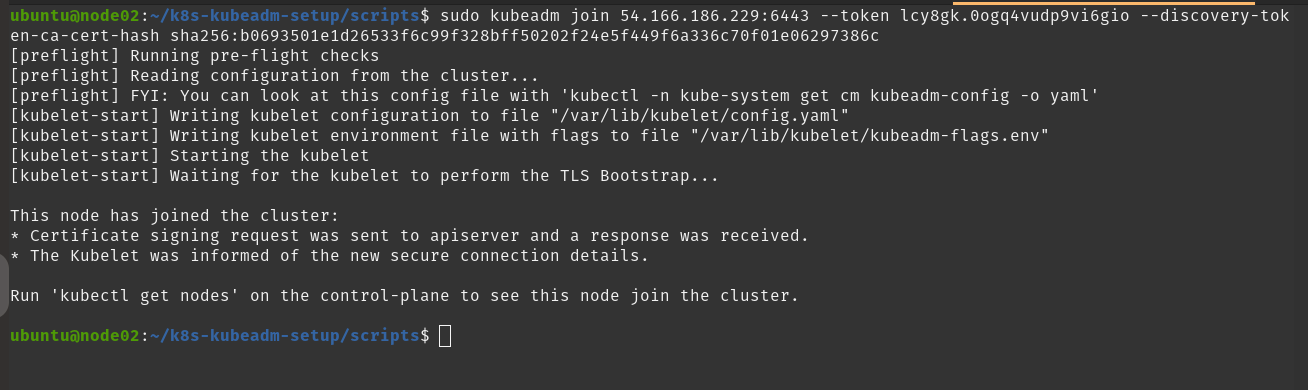 ubuntu@node02:~/k8s-kubeadm-setup/scripts$ sudo kubeadm join 54.166.186.229:6443 --token lcy8gk.0ogq4vudp9vi6gio --discovery-tok
en-ca-cert-hash sha256:b0693501e1d26533f6c99f328bff50202f24e5f449f6a336c70f01e06297386c
[preflight] Running pre-flight checks
[preflight] Reading configuration from the cluster...
[preflight] FYI: You can look at this config file with 'kubectl -n kube-system get cm kubeadm-config -o yaml'
[kubelet-start] Writing kubelet configuration to file "/var/lib/kubelet/config.yaml"
[kubelet-start] Writing kubelet environment file with flags to file "/var/lib/kubelet/kubeadm-flags.env"
[kubelet-start] Starting the kubelet
[kubelet-start] Waiting for the kubelet to perform the TLS Bootstrap...

This node has joined the cluster:
* Certificate signing request was sent to apiserver and a response was received.
* The Kubelet was informed of the new secure connection details.

Run 'kubectl get nodes' on the control-plane to see this node join the cluster.

ubuntu@node02:~/k8s-kubeadm-setup/scripts$